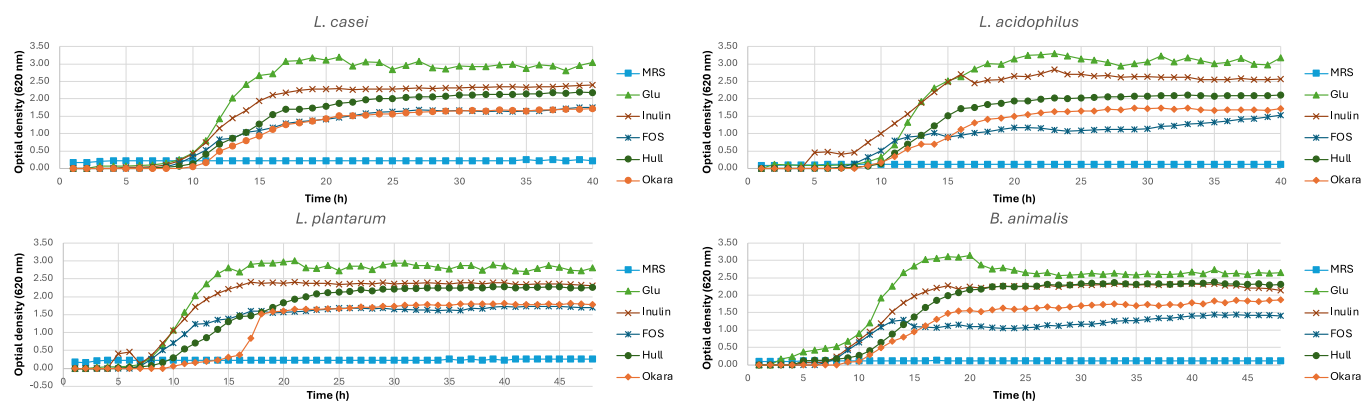 L. casei
Optial density (620 nm)
3.50
3.00
2.50
2.00
1.50
1.00
0.50
0.00
0 5 10 15 20 25 30 35 40
Time (h)
MRS
Glu
Inulin
FOS
Hull
Okara
L. acidophilus
Optial density (620 nm)
3.50
3.00
2.50
2.00
1.50
1.00
0.50
0.00
0 5 10 15 20 25 30 35 40
Time (h)
MRS
Glu
Inulin
FOS
Hull
Okara
L. plantarum
Optial density (620 nm)
3.50
3.00
2.50
2.00
1.50
1.00
0.50
0.00
-0.50
0 5 10 15 20 25 30 35 40 45
Time (h)
MRS
Glu
Inulin
FOS
Hull
Okara
B. animalis
Optial density (620 nm)
3.50
3.00
2.50
2.00
1.50
1.00
0.50
0.00
0 5 10 15 20 25 30 35 40 45
Time (h)
MRS
Glu
Inulin
FOS
Hull
Okara